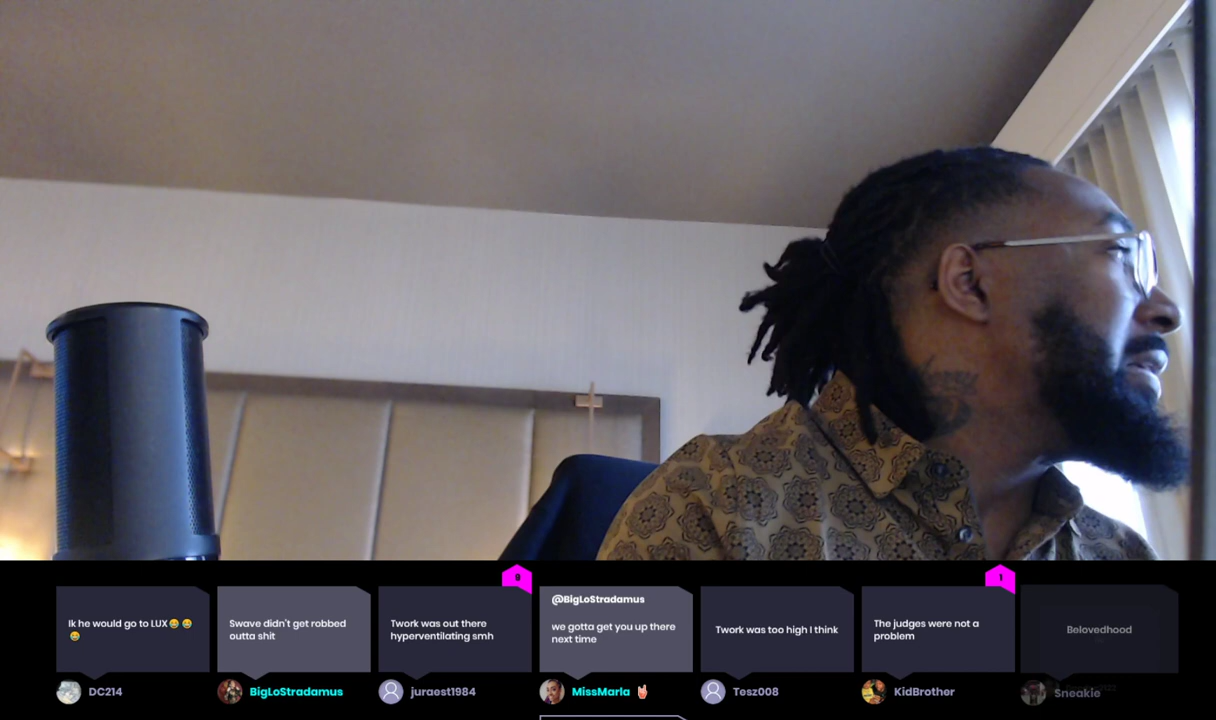 9
1
Ik he would go to LUX😂 😂
😂
Swave didn't get robbed
outta shit
Twork was out there
hyperventilating smh
@BigLoStradamus
we gotta get you up there
next time
Twork was too high I think
The judges were not a
problem
Belovedhood
DC214
BigLoStradamus
juraest1984
MissMarla 🤘
Tesz008
KidBrother
Sneakie